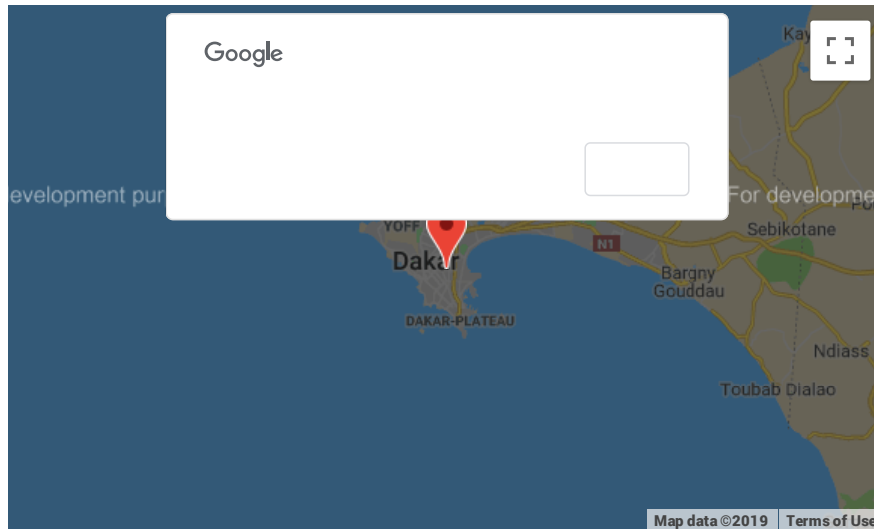 Kay
Google
evelopment pur
For developme
Sebikotane
YOFF
N1
Dakar
Bargny
Gouddau
DAKAR-PLATEAU
Ndiass
Toubab Dialao
Map data ©2019
Terms of Use